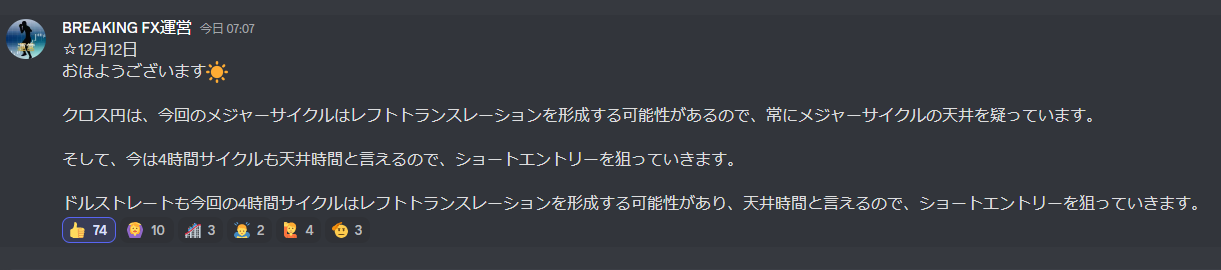 BREAKING FX運営 今日 07:07
☆12月12日
おはようございます☀
クロス円は、今回のメジャーサイクルはレフトトランスレーションを形成する可能性があるので、常にメジャーサイクルの天井を疑っています。
そして、今は4時間サイクルも天井時間と言えるので、ショートエントリーを狙っていきます。
ドルストレートも今回の4時間サイクルはレフトトランスレーションを形成する可能性があり、天井時間と言えるので、ショートエントリーを狙っていきます。
👍 74 🙆‍♀️ 10 🎢 3 🙇‍♂️ 2 🙋‍♀️ 4 🫡 3
運営